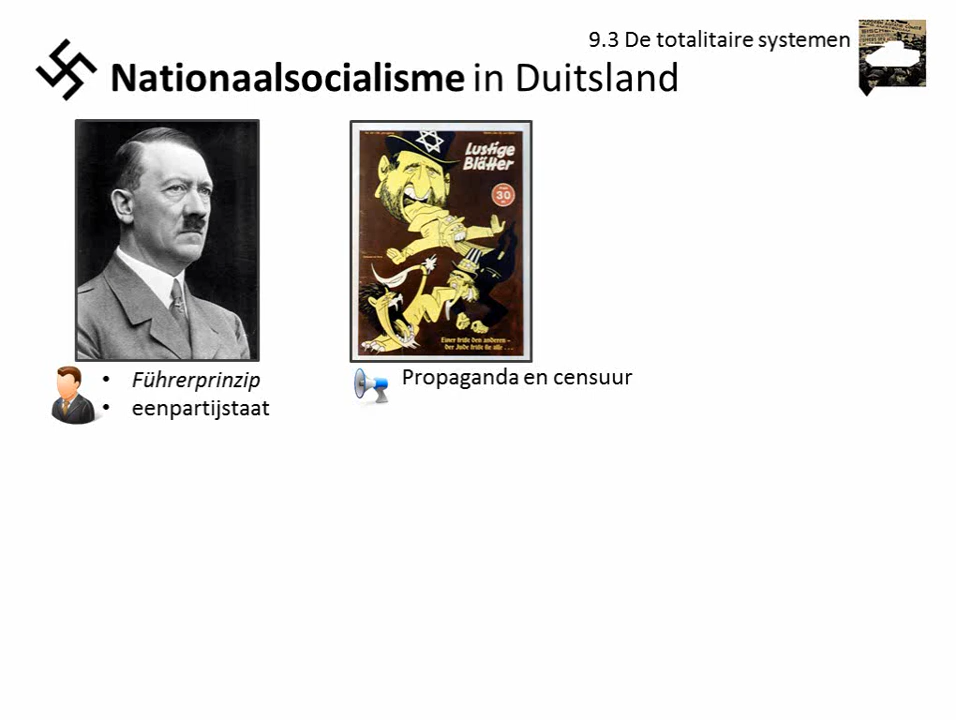 9.3 De totalitaire systemen
Nationaalsocialisme in Duitsland
Lustige
Blätter
30
Einer frißt den anderen –
der Jude frißt sie alle ...
• Führerprinzip
• eenpartijstaat
Propaganda en censuur